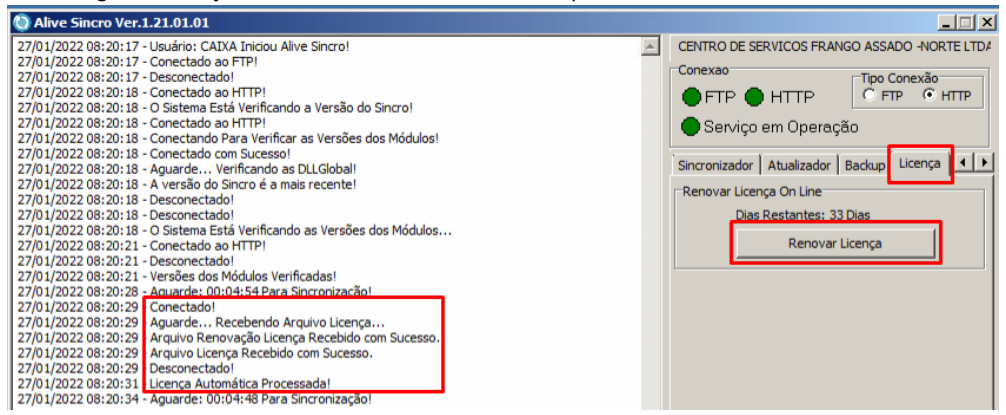 Alive Sincro Ver.1.21.01.01
27/01/2022 08:20:17 - Usuário: CAIXA Iniciou Alive Sincro!
27/01/2022 08:20:17 - Conectado ao FTP!
27/01/2022 08:20:17 - Desconectado!
27/01/2022 08:20:18 - Conectado ao HTTP!
27/01/2022 08:20:18 - O Sistema Está Verificando a Versão do Sincro!
27/01/2022 08:20:18 - Conectado ao HTTP!
27/01/2022 08:20:18 - Conectando Para Verificar as Versões dos Módulos!
27/01/2022 08:20:18 - Conectado com Sucesso!
27/01/2022 08:20:18 - Aguarde... Verificando as DLLGlobal!
27/01/2022 08:20:18 - A versão do Sincro é a mais recente!
27/01/2022 08:20:18 - Desconectado!
27/01/2022 08:20:18 - Desconectado!
27/01/2022 08:20:18 - O Sistema Está Verificando as Versões dos Módulos...
27/01/2022 08:20:21 - Conectado ao HTTP!
27/01/2022 08:20:21 - Desconectado!
27/01/2022 08:20:21 - Versões dos Módulos Verificadas!
27/01/2022 08:20:28 - Aguarde: 00:04:54 Para Sincronização!
27/01/2022 08:20:29 - Conectado!
27/01/2022 08:20:29 - Aguarde... Recebendo Arquivo Licença...
27/01/2022 08:20:29 - Arquivo Renovação Licença Recebido com Sucesso.
27/01/2022 08:20:29 - Arquivo Licença Recebido com Sucesso.
27/01/2022 08:20:29 - Desconectado!
27/01/2022 08:20:31 - Licença Automática Processada!
27/01/2022 08:20:34 - Aguarde: 00:04:48 Para Sincronização!
CENTRO DE SERVICOS FRANGO ASSADO -NORTE LTDA
Conexao
FTP HTTP
Tipo Conexão
FTP HTTP
Serviço em Operação
Sincronizador Atualizador Backup Licença
Renovar Licença On Line
Dias Restantes: 33 Dias
Renovar Licença